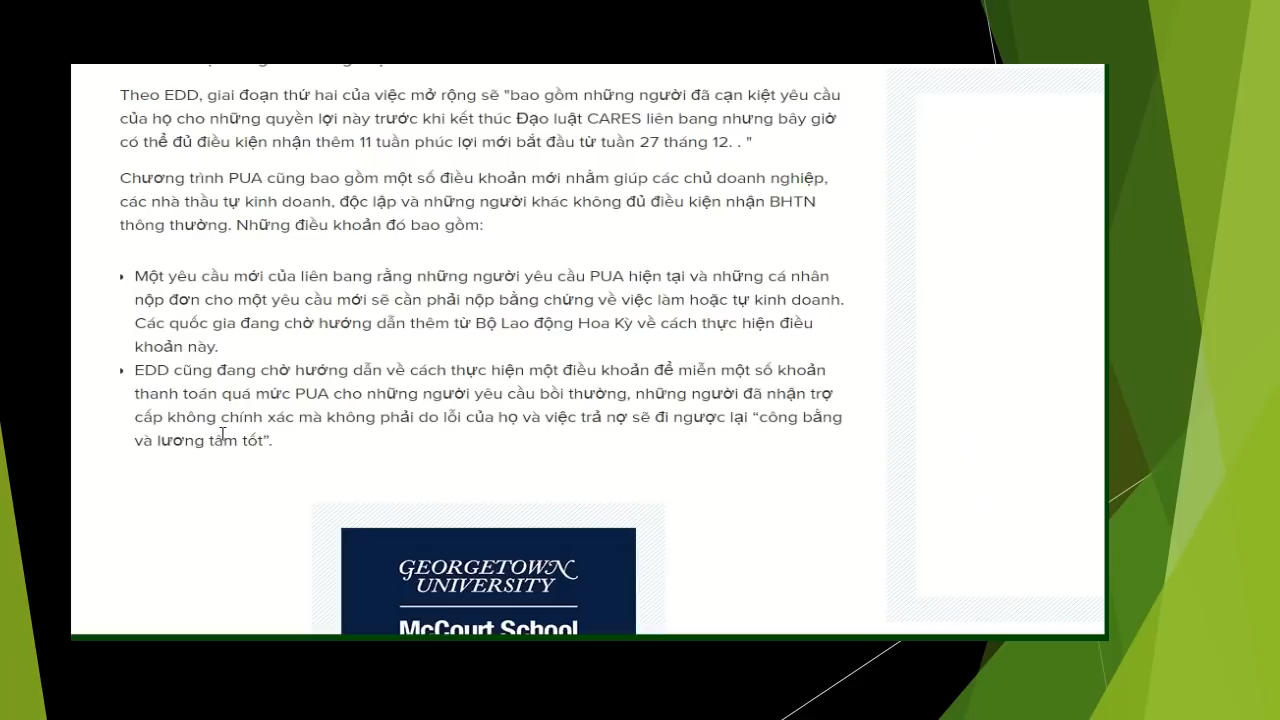 Theo EDD, giai đoạn thứ hai của việc mở rộng sẽ "bao gồm những người đã cạn kiệt yêu cầu
của họ cho những quyền lợi này trước khi kết thúc Đạo luật CARES liên bang nhưng bây giờ
có thể đủ điều kiện nhận thêm 11 tuần phúc lợi mới bắt đầu từ tuần 27 tháng 12. . "
Chương trình PUA cũng bao gồm một số điều khoản mới nhằm giúp các chủ doanh nghiệp,
các nhà thầu tự kinh doanh, độc lập và những người khác không đủ điều kiện nhận BHTN
thông thường. Những điều khoản đó bao gồm:
Một yêu cầu mới của liên bang rằng những người yêu cầu PUA hiện tại và những cá nhân
nộp đơn cho một yêu cầu mới sẽ cần phải nộp bằng chứng về việc làm hoặc tự kinh doanh.
Các quốc gia đang chờ hướng dẫn thêm từ Bộ Lao động Hoa Kỳ về cách thực hiện điều
khoản này.
EDD cũng đang chờ hướng dẫn về cách thực hiện một điều khoản để miễn một số khoản
thanh toán quá mức PUA cho những người yêu cầu bồi thường, những người đã nhận trợ
cấp không chính xác mà không phải do lỗi của họ và việc trả nợ sẽ đi ngược lại “công bằng
và lương tâm tốt”.
GEORGETOWN
UNIVERSITY
McCourt School